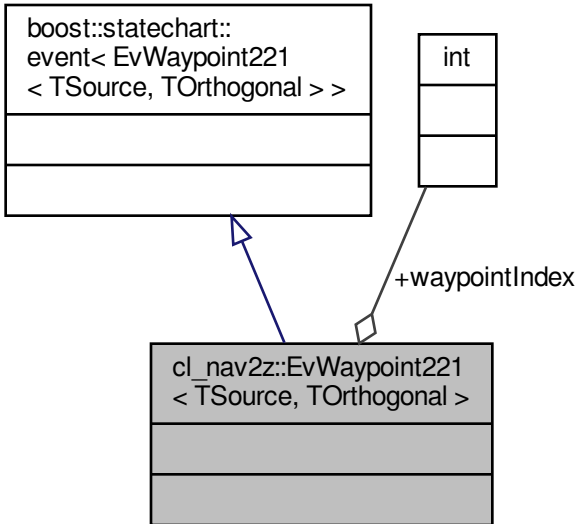 boost::statechart::
event< EvWaypoint221
< TSource, TOrthogonal > >
int
+waypointIndex
cl_nav2z::EvWaypoint221
< TSource, TOrthogonal >